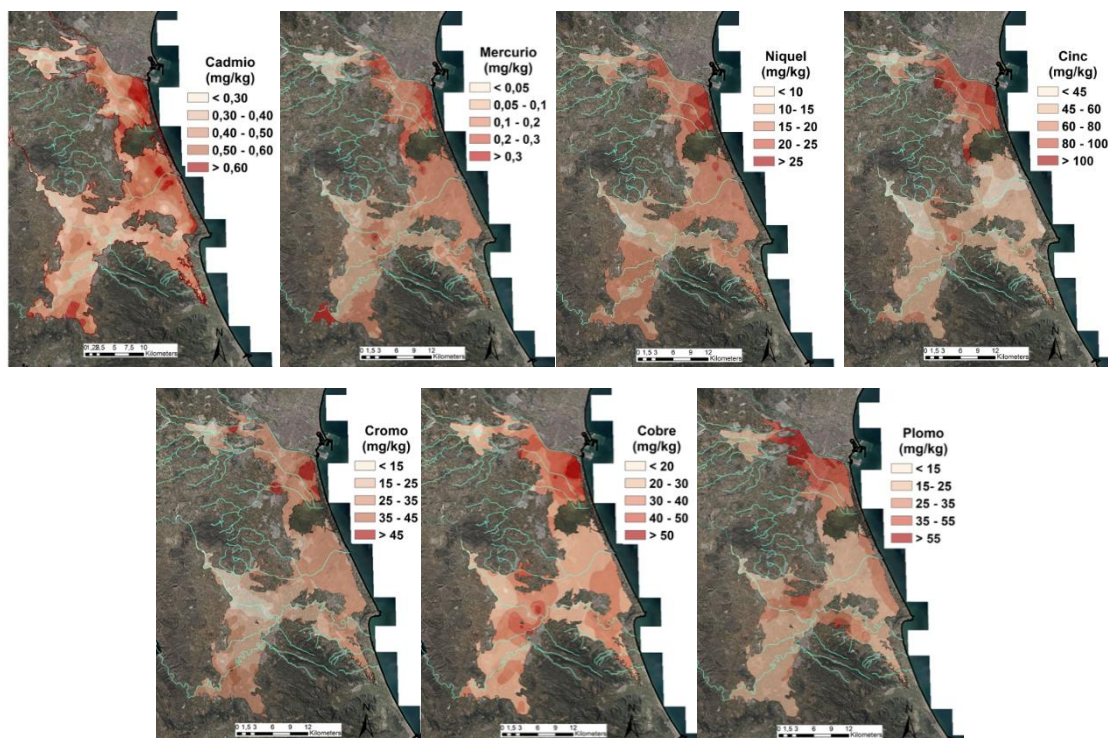 Cadmio
(mg/kg)
< 0,30
0,30 - 0,40
0,40 - 0,50
0,50 - 0,60
> 0,60
N
10
Kilometers
Mercurio
(mg/kg)
< 0,05
0,05 - 0,1
0,1 - 0,2
0,2 - 0,3
> 0,3
N
0 1,5 3 6 9 12
Kilometers
Niquel
(mg/kg)
< 10
10- 15
15 - 20
20 - 25
> 25
N
0 1,5 3 6 9 12
Kilometers
Cinc
(mg/kg)
< 45
45 - 60
60 - 80
80 - 100
> 100
N
0 1,5 3 6 9 12
Kilometers
Cromo
(mg/kg)
< 15
15 - 25
25 - 35
35 - 45
> 45
N
0 1,5 3 6 9 12
Kilometers
Cobre
(mg/kg)
< 20
20 - 30
30 - 40
40 - 50
> 50
N
0 1,5 3 6 9 12
Kilometers
Plomo
(mg/kg)
< 15
15- 25
25 - 35
35 - 55
> 55
N
0 1,5 3 6 9 12
Kilometers